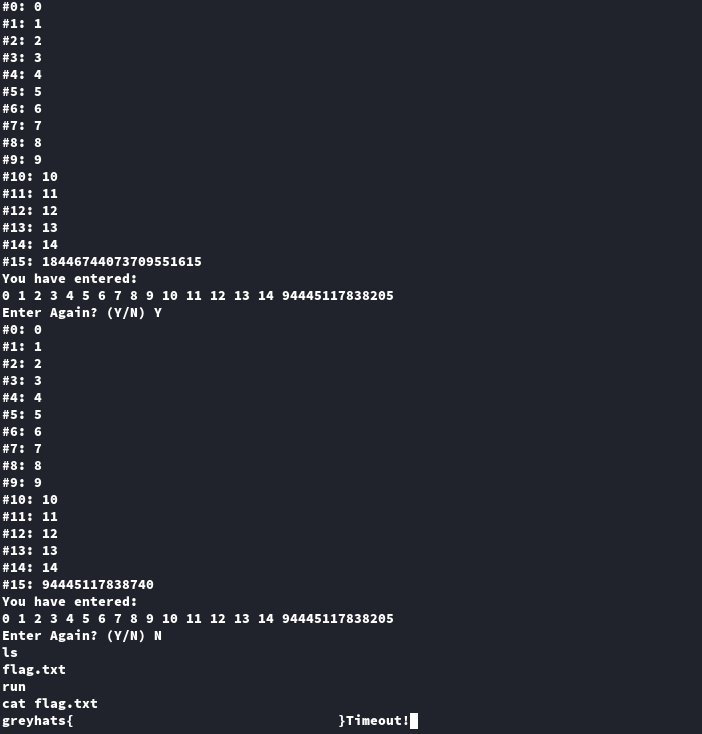 #0: 0
#1: 1
#2: 2
#3: 3
#4: 4
#5: 5
#6: 6
#7: 7
#8: 8
#9: 9
#10: 10
#11: 11
#12: 12
#13: 13
#14: 14
#15: 18446744073709551615
You have entered:
0 1 2 3 4 5 6 7 8 9 10 11 12 13 14 94445117838205
Enter Again? (Y/N) Y
#0: 0
#1: 1
#2: 2
#3: 3
#4: 4
#5: 5
#6: 6
#7: 7
#8: 8
#9: 9
#10: 10
#11: 11
#12: 12
#13: 13
#14: 14
#15: 94445117838740
You have entered:
0 1 2 3 4 5 6 7 8 9 10 11 12 13 14 94445117838205
Enter Again? (Y/N) N
ls
flag.txt
run
cat flag.txt
greyhats{                                 }Timeout!